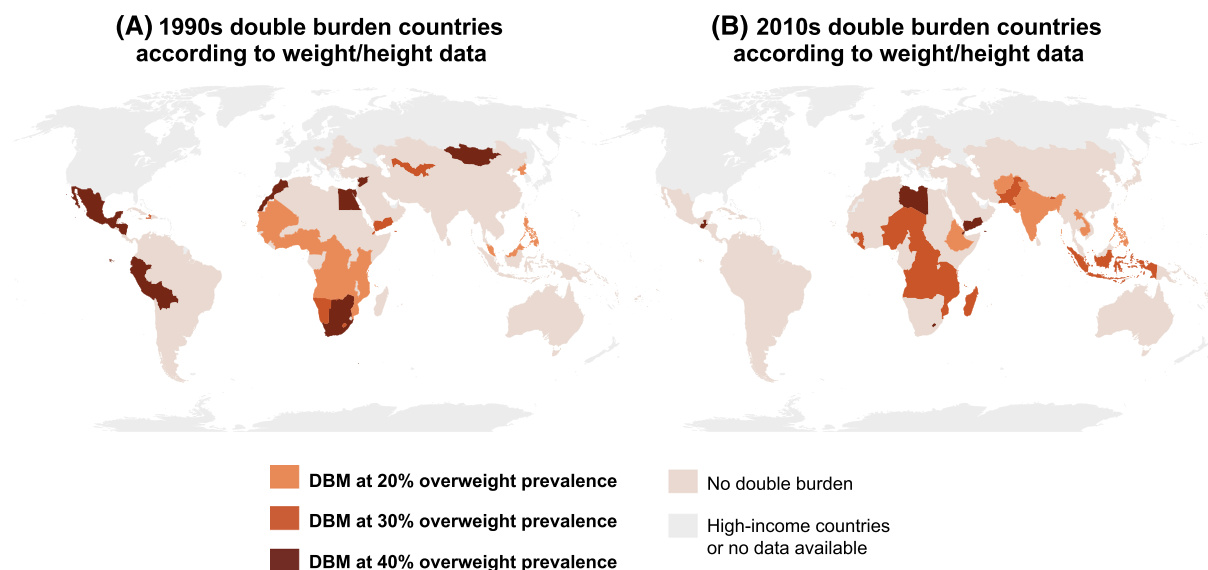 (A) 1990s double burden countries
according to weight/height data
(B) 2010s double burden countries
according to weight/height data
DBM at 20% overweight prevalence
DBM at 30% overweight prevalence
DBM at 40% overweight prevalence
No double burden
High-income countries
or no data available